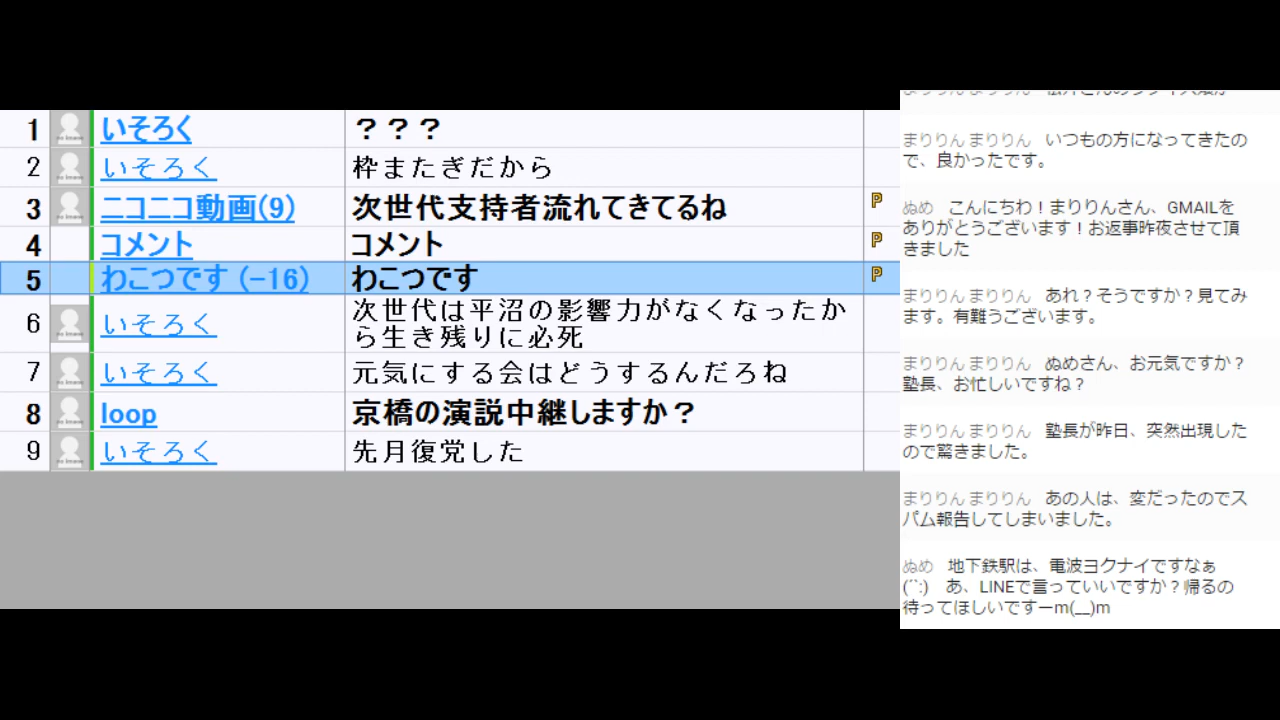 1 いそろく ？？？
2 いそろく 枠またぎだから
3 ニコニコ動画(9) 次世代支持者流れてきてるね P
4 コメント コメント P
5 わこつです (-16) わこつです P
6 いそろく 次世代は平沼の影響力がなくなったか
ら生き残りに必死
7 いそろく 元気にする会はどうするんだろね
8 loop 京橋の演説中継しますか？
9 いそろく 先月復党した
まりりん まりりん いつもの方になってきたの
で、良かったです。
ぬめ こんにちわ！まりりんさん、GMAILを
ありがとうございます！お返事昨夜させて頂
きました
まりりん まりりん あれ？そうですか？見てみ
ます。有難うございます。
まりりん まりりん ぬめさん、お元気ですか？
塾長、お忙しいですね？
まりりん まりりん 塾長が昨日、突然出現した
ので驚きました。
まりりん まりりん あの人は、変だったのでス
パム報告してしまいました。
ぬめ 地下鉄駅は、電波ヨクナイですなぁ
(´`:) あ、LINEで言っていいですか？帰るの
待ってほしいですーm(__)m